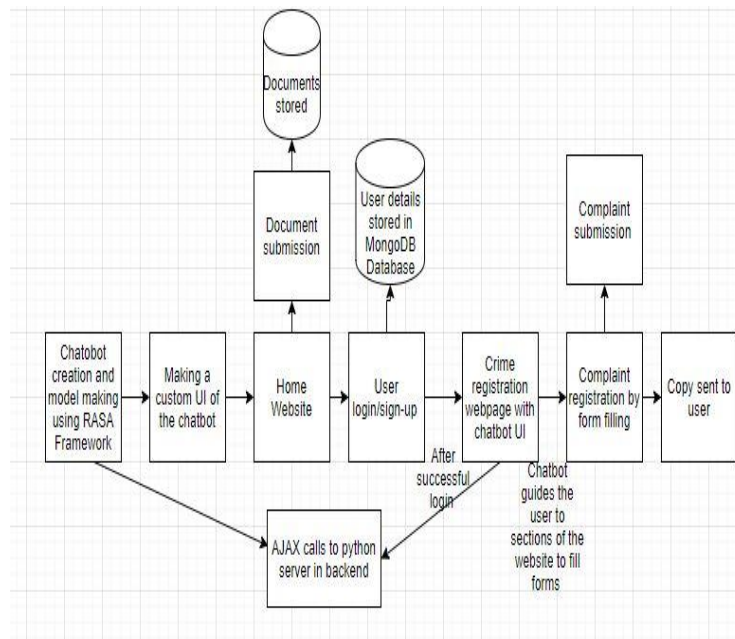 Documents
stored
Document
submission
User details
stored in
MongoDB
Database
Complaint
submission
Chatobot
creation and
model making
using RASA
Framework
Making a
custom UI of
the chatbot
Home
Website
User
login/sign-up
Crime
registration
webpage with
chatbot UI
Complaint
registration by
form filling
Copy sent to
user
After
successful
login
Chatbot
guides the
user to
sections of
the website to fill
forms
AJAX calls to python
server in backend